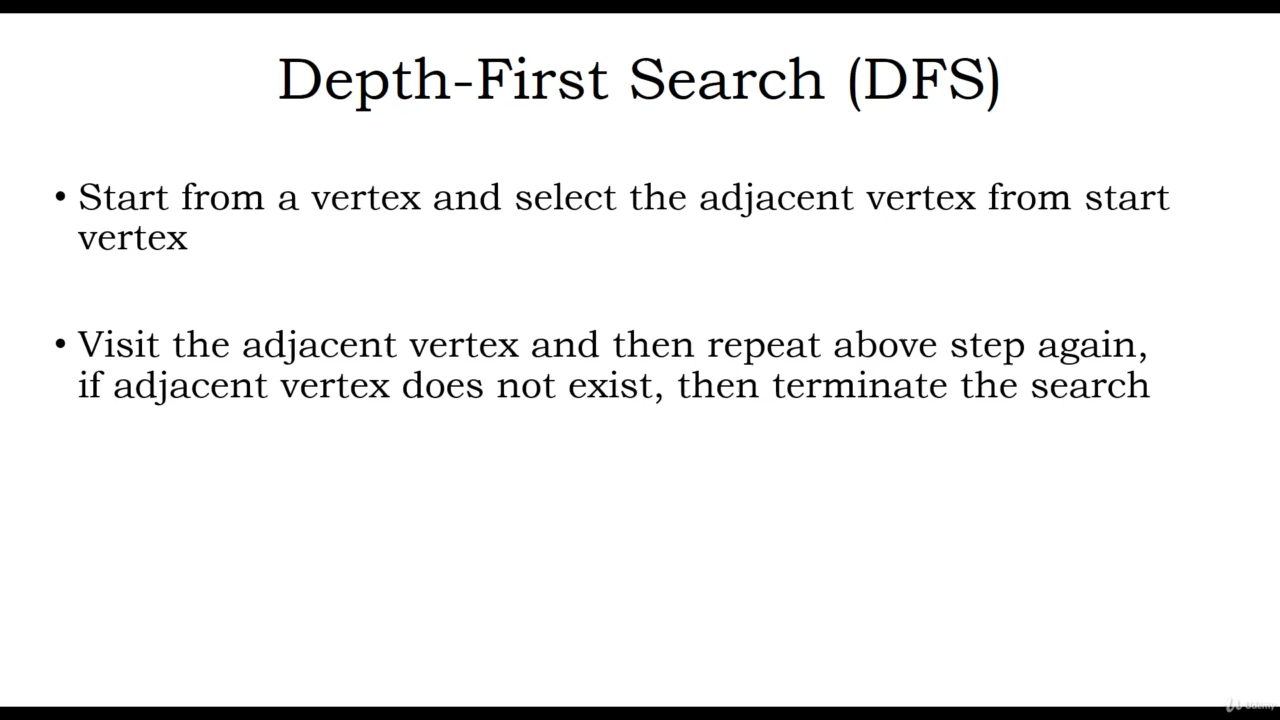 Depth-First Search (DFS)
• Start from a vertex and select the adjacent vertex from start
vertex
• Visit the adjacent vertex and then repeat above step again,
if adjacent vertex does not exist, then terminate the search
Udemy